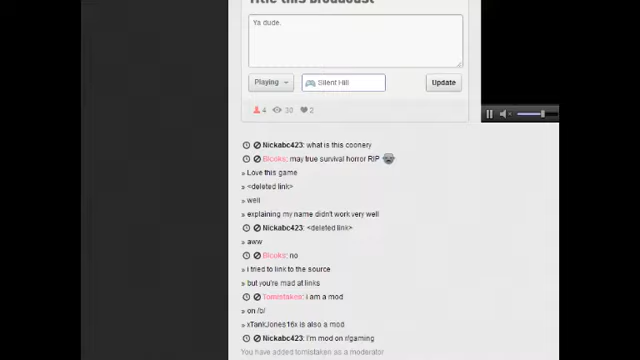 Title this broadcast
Ya dude.
Playing
Silent Hill
Update
4 30 2
Nickabc423: what is this coonery
Bicuks: may true survival horror RIP
» Love this game
» <deleted link>
» well
» explaining my name didn't work very well
Nickabc423: <deleted link>
» aww
Bicuks: no
» i tried to link to the source
» but you're mad at links
Tomistaken: i am a mod
» on /b/
» xTankJones16x is also a mod
Nickabc423: I'm mod on r/gaming
You have added tomistaken as a moderator